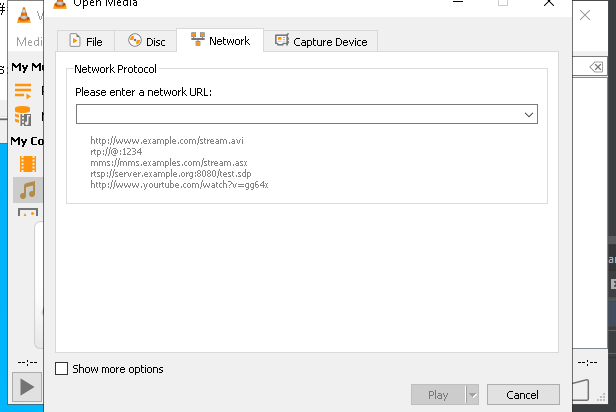 Open Media
Medi
File
Disc
Network
Capture Device
My M
Network Protocol
Please enter a network URL:
http://www.example.com/stream.avi
rtp://@:1234
mms://mms.examples.com/stream.asx
rtsp://server.example.org:8080/test.sdp
http://www.yourtube.com/watch?v=gg64x
My Co
--:--
--:--
Show more options
Play
Cancel